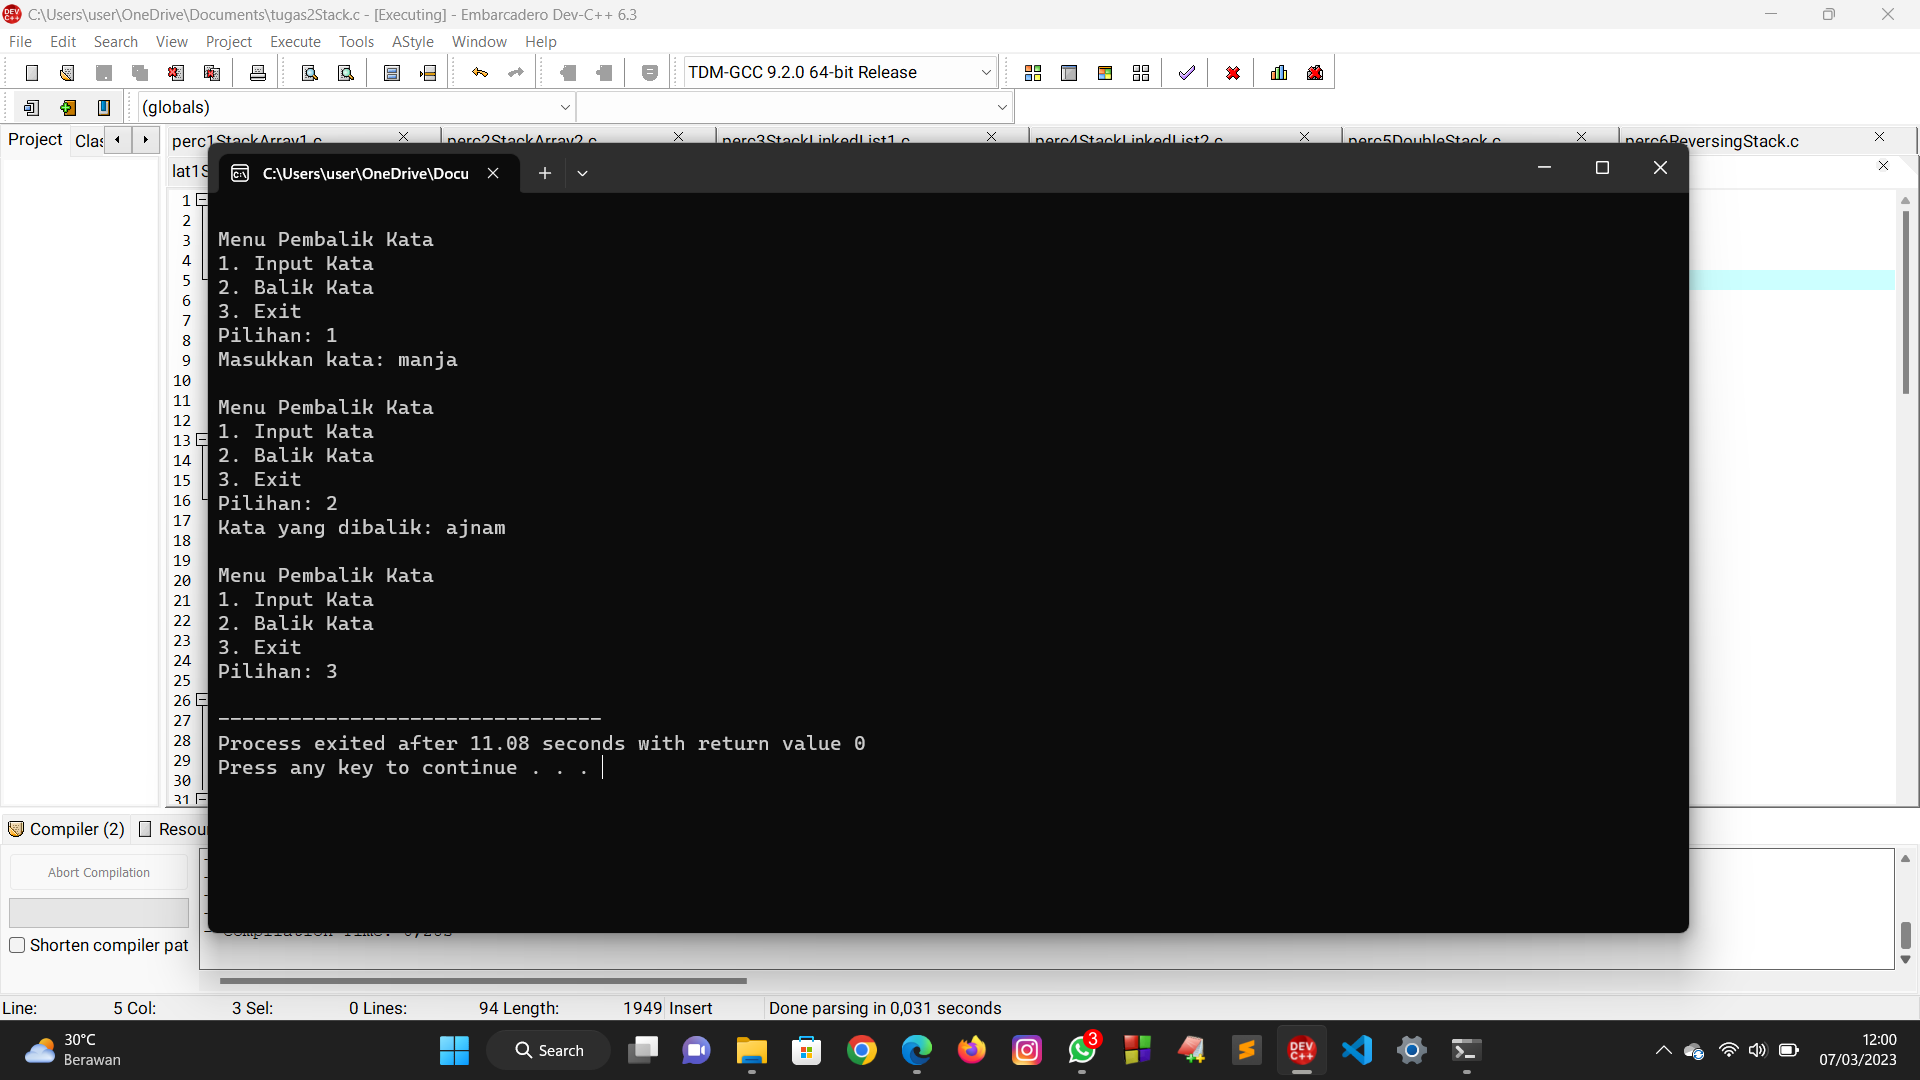 C:\Users\user\OneDrive\Documents\tugas2Stack.c - [Executing] - Embarcadero Dev-C++ 6.3
File Edit Search View Project Execute Tools AStyle Window Help
TDM-GCC 9.2.0 64-bit Release
(globals)
Project Clas
perc1StackArray1.c perc2StackArray2.c perc3StackLinkedList1.c perc4StackLinkedList2.c perc5DoubleStack.c perc6ReversingStack.c
lat1S
C:\Users\user\OneDrive\Docu
1
2
3
4
5
6
7
8
9
10
11
12
13
14
15
16
17
18
19
20
21
22
23
24
25
26
27
28
29
30
31
Menu Pembalik Kata
1. Input Kata
2. Balik Kata
3. Exit
Pilihan: 1
Masukkan kata: manja
Menu Pembalik Kata
1. Input Kata
2. Balik Kata
3. Exit
Pilihan: 2
Kata yang dibalik: ajnam
Menu Pembalik Kata
1. Input Kata
2. Balik Kata
3. Exit
Pilihan: 3
--------------------------------
Process exited after 11.08 seconds with return value 0
Press any key to continue . . .
Compiler (2) Resou
Abort Compilation
Shorten compiler pat
Line: 5 Col: 3 Sel: 0 Lines: 94 Length: 1949 Insert Done parsing in 0,031 seconds
30°C
Berawan
Search
3
DEV
C++
12:00
07/03/2023